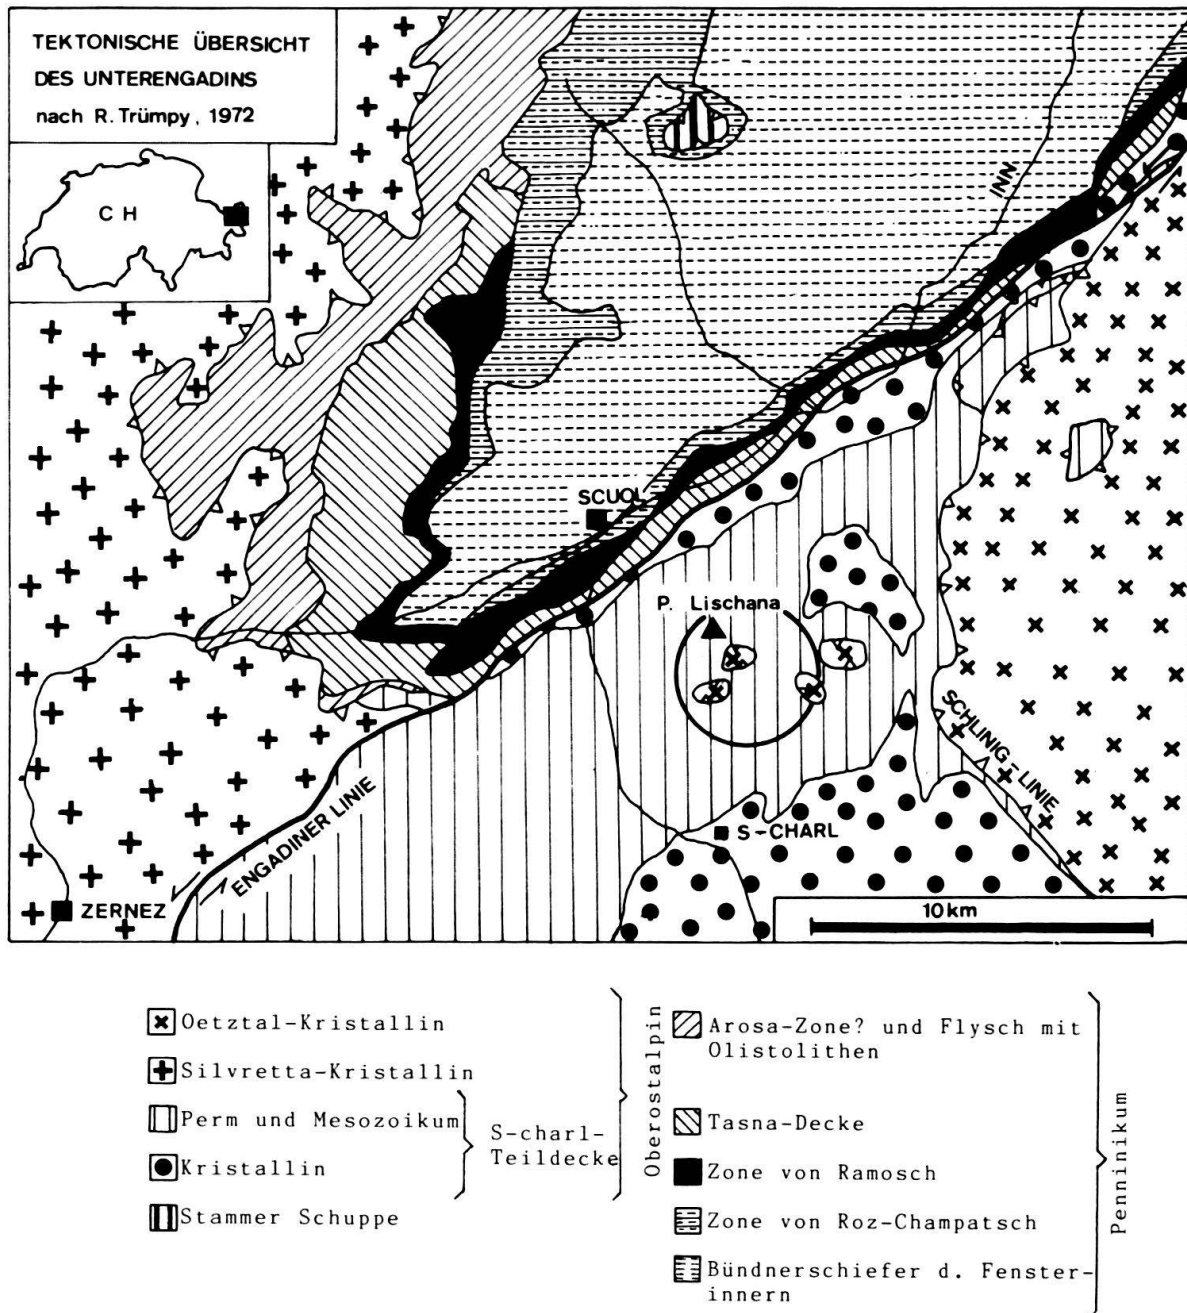 TEKTONISCHE ÜBERSICHT
DES UNTERENGADINS
nach R. Trümpy, 1972
CH
INN
SCUOL
P. Lischana
SCHLINIG-LINIE
ENGADINER LINIE
S-CHARL
ZERNEZ
10km
Oetztal-Kristallin
Silvretta-Kristallin
Perm und Mesozoikum
Kristallin
S-charl-
Teildecke
Stammer Schuppe
Oberostalpin
Arosa-Zone? und Flysch mit
Olistolithen
Tasna-Decke
Zone von Ramosch
Zone von Roz-Champatsch
Bündnerschiefer d. Fenster-
innern
Penninikum